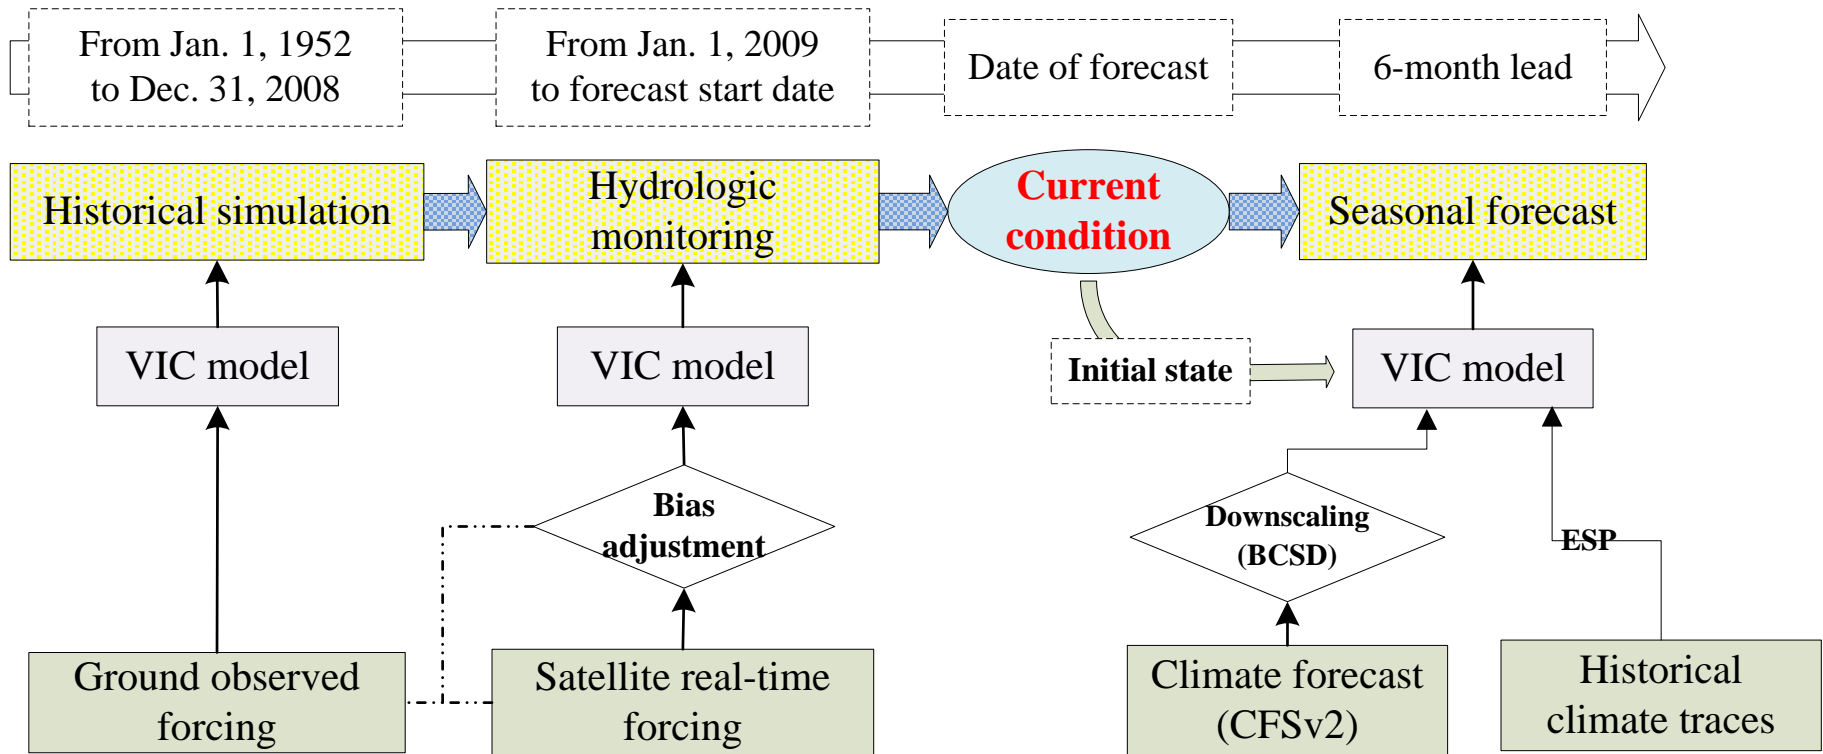 From Jan. 1, 1952
to Dec. 31, 2008
From Jan. 1, 2009
to forecast start date
Date of forecast
6-month lead
Historical simulation
Hydrologic
monitoring
Current
condition
Seasonal forecast
VIC model
VIC model
Initial state
VIC model
Bias
adjustment
Downscaling
(BCSD)
ESP
Ground observed
forcing
Satellite real-time
forcing
Climate forecast
(CFSv2)
Historical
climate traces